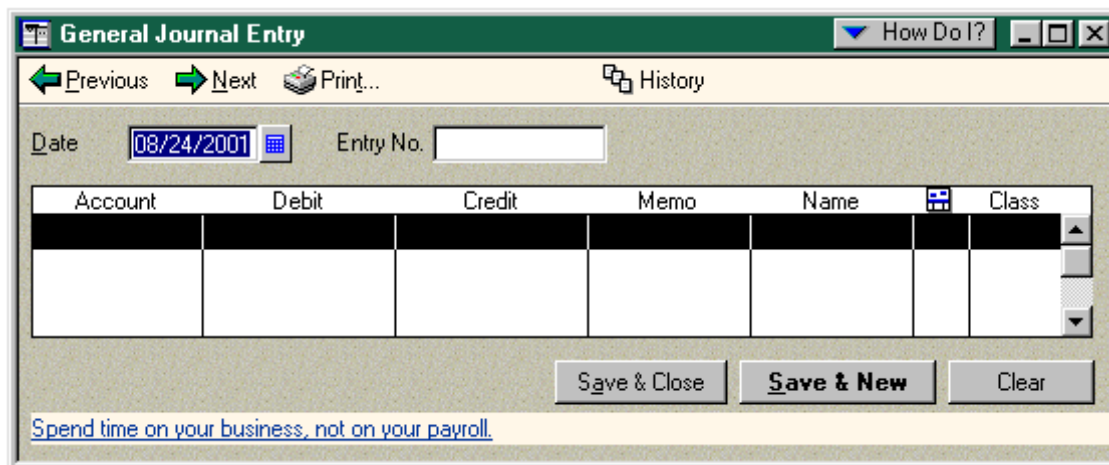 General Journal Entry How Do I?
Previous Next Print... History
Date 08/24/2001 Entry No.
Account Debit Credit Memo Name Class
Save & Close Save & New Clear
Spend time on your business, not on your payroll.